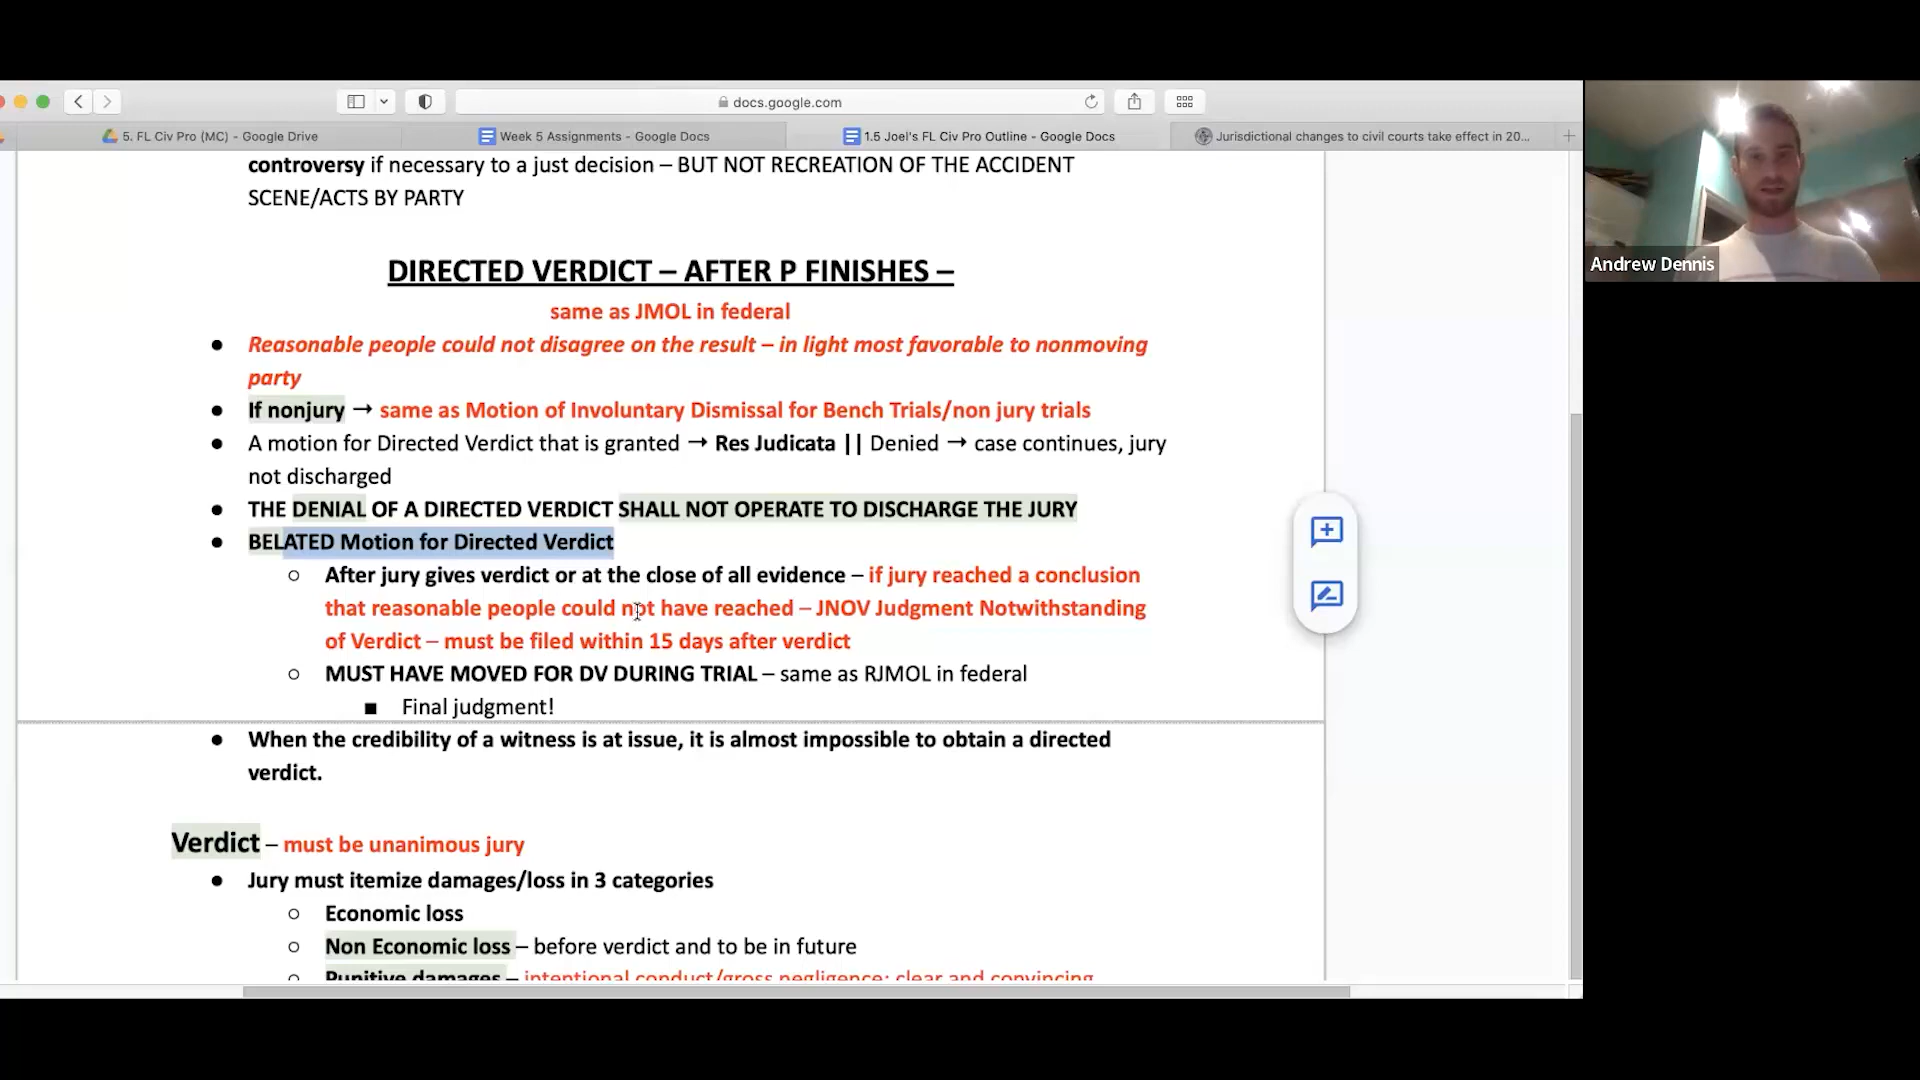 docs.google.com
5. FL Civ Pro (MC) - Google Drive
Week 5 Assignments - Google Docs
1.5 Joel's FL Civ Pro Outline - Google Docs
Jurisdictional changes to civil courts take effect in 20...
Andrew Dennis
controversy if necessary to a just decision – BUT NOT RECREATION OF THE ACCIDENT
SCENE/ACTS BY PARTY
DIRECTED VERDICT – AFTER P FINISHES –
same as JMOL in federal
● Reasonable people could not disagree on the result – in light most favorable to nonmoving
party
● If nonjury → same as Motion of Involuntary Dismissal for Bench Trials/non jury trials
● A motion for Directed Verdict that is granted → Res Judicata || Denied → case continues, jury
not discharged
● THE DENIAL OF A DIRECTED VERDICT SHALL NOT OPERATE TO DISCHARGE THE JURY
● BELATED Motion for Directed Verdict
○ After jury gives verdict or at the close of all evidence – if jury reached a conclusion
that reasonable people could not have reached – JNOV Judgment Notwithstanding
of Verdict – must be filed within 15 days after verdict
○ MUST HAVE MOVED FOR DV DURING TRIAL – same as RJMOL in federal
■ Final judgment!
● When the credibility of a witness is at issue, it is almost impossible to obtain a directed
verdict.
Verdict – must be unanimous jury
● Jury must itemize damages/loss in 3 categories
○ Economic loss
○ Non Economic loss – before verdict and to be in future
○ Punitive damages – intentional conduct/gross negligence; clear and convincing